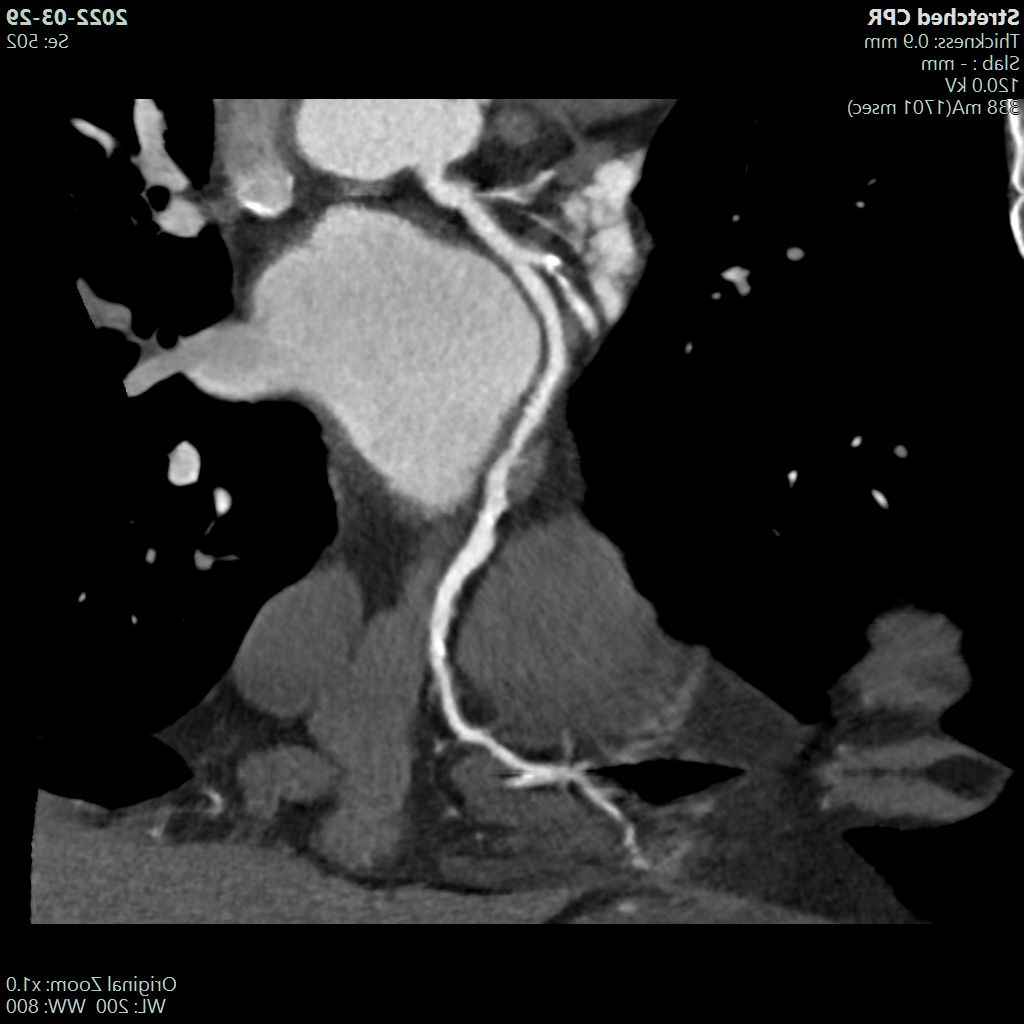 Stretched CPR
Thickness: 0.9 mm
Slab : - mm
120.0 kV
888 mA(1701 msec)
2022-03-29
Se: 502
Original Zoom: x1.0
WL: 200 WW: 800